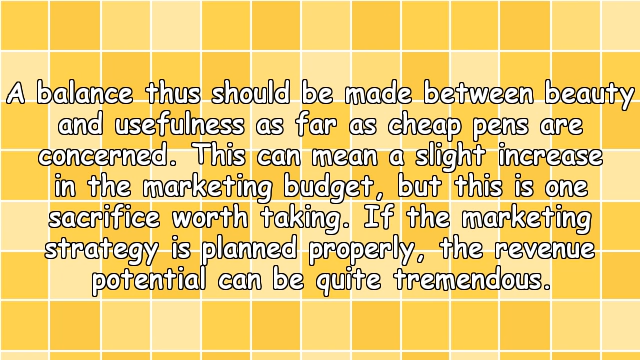 A balance thus should be made between beauty
and usefulness as far as cheap pens are
concerned. This can mean a slight increase
in the marketing budget, but this is one
sacrifice worth taking. If the marketing
strategy is planned properly, the revenue
potential can be quite tremendous.